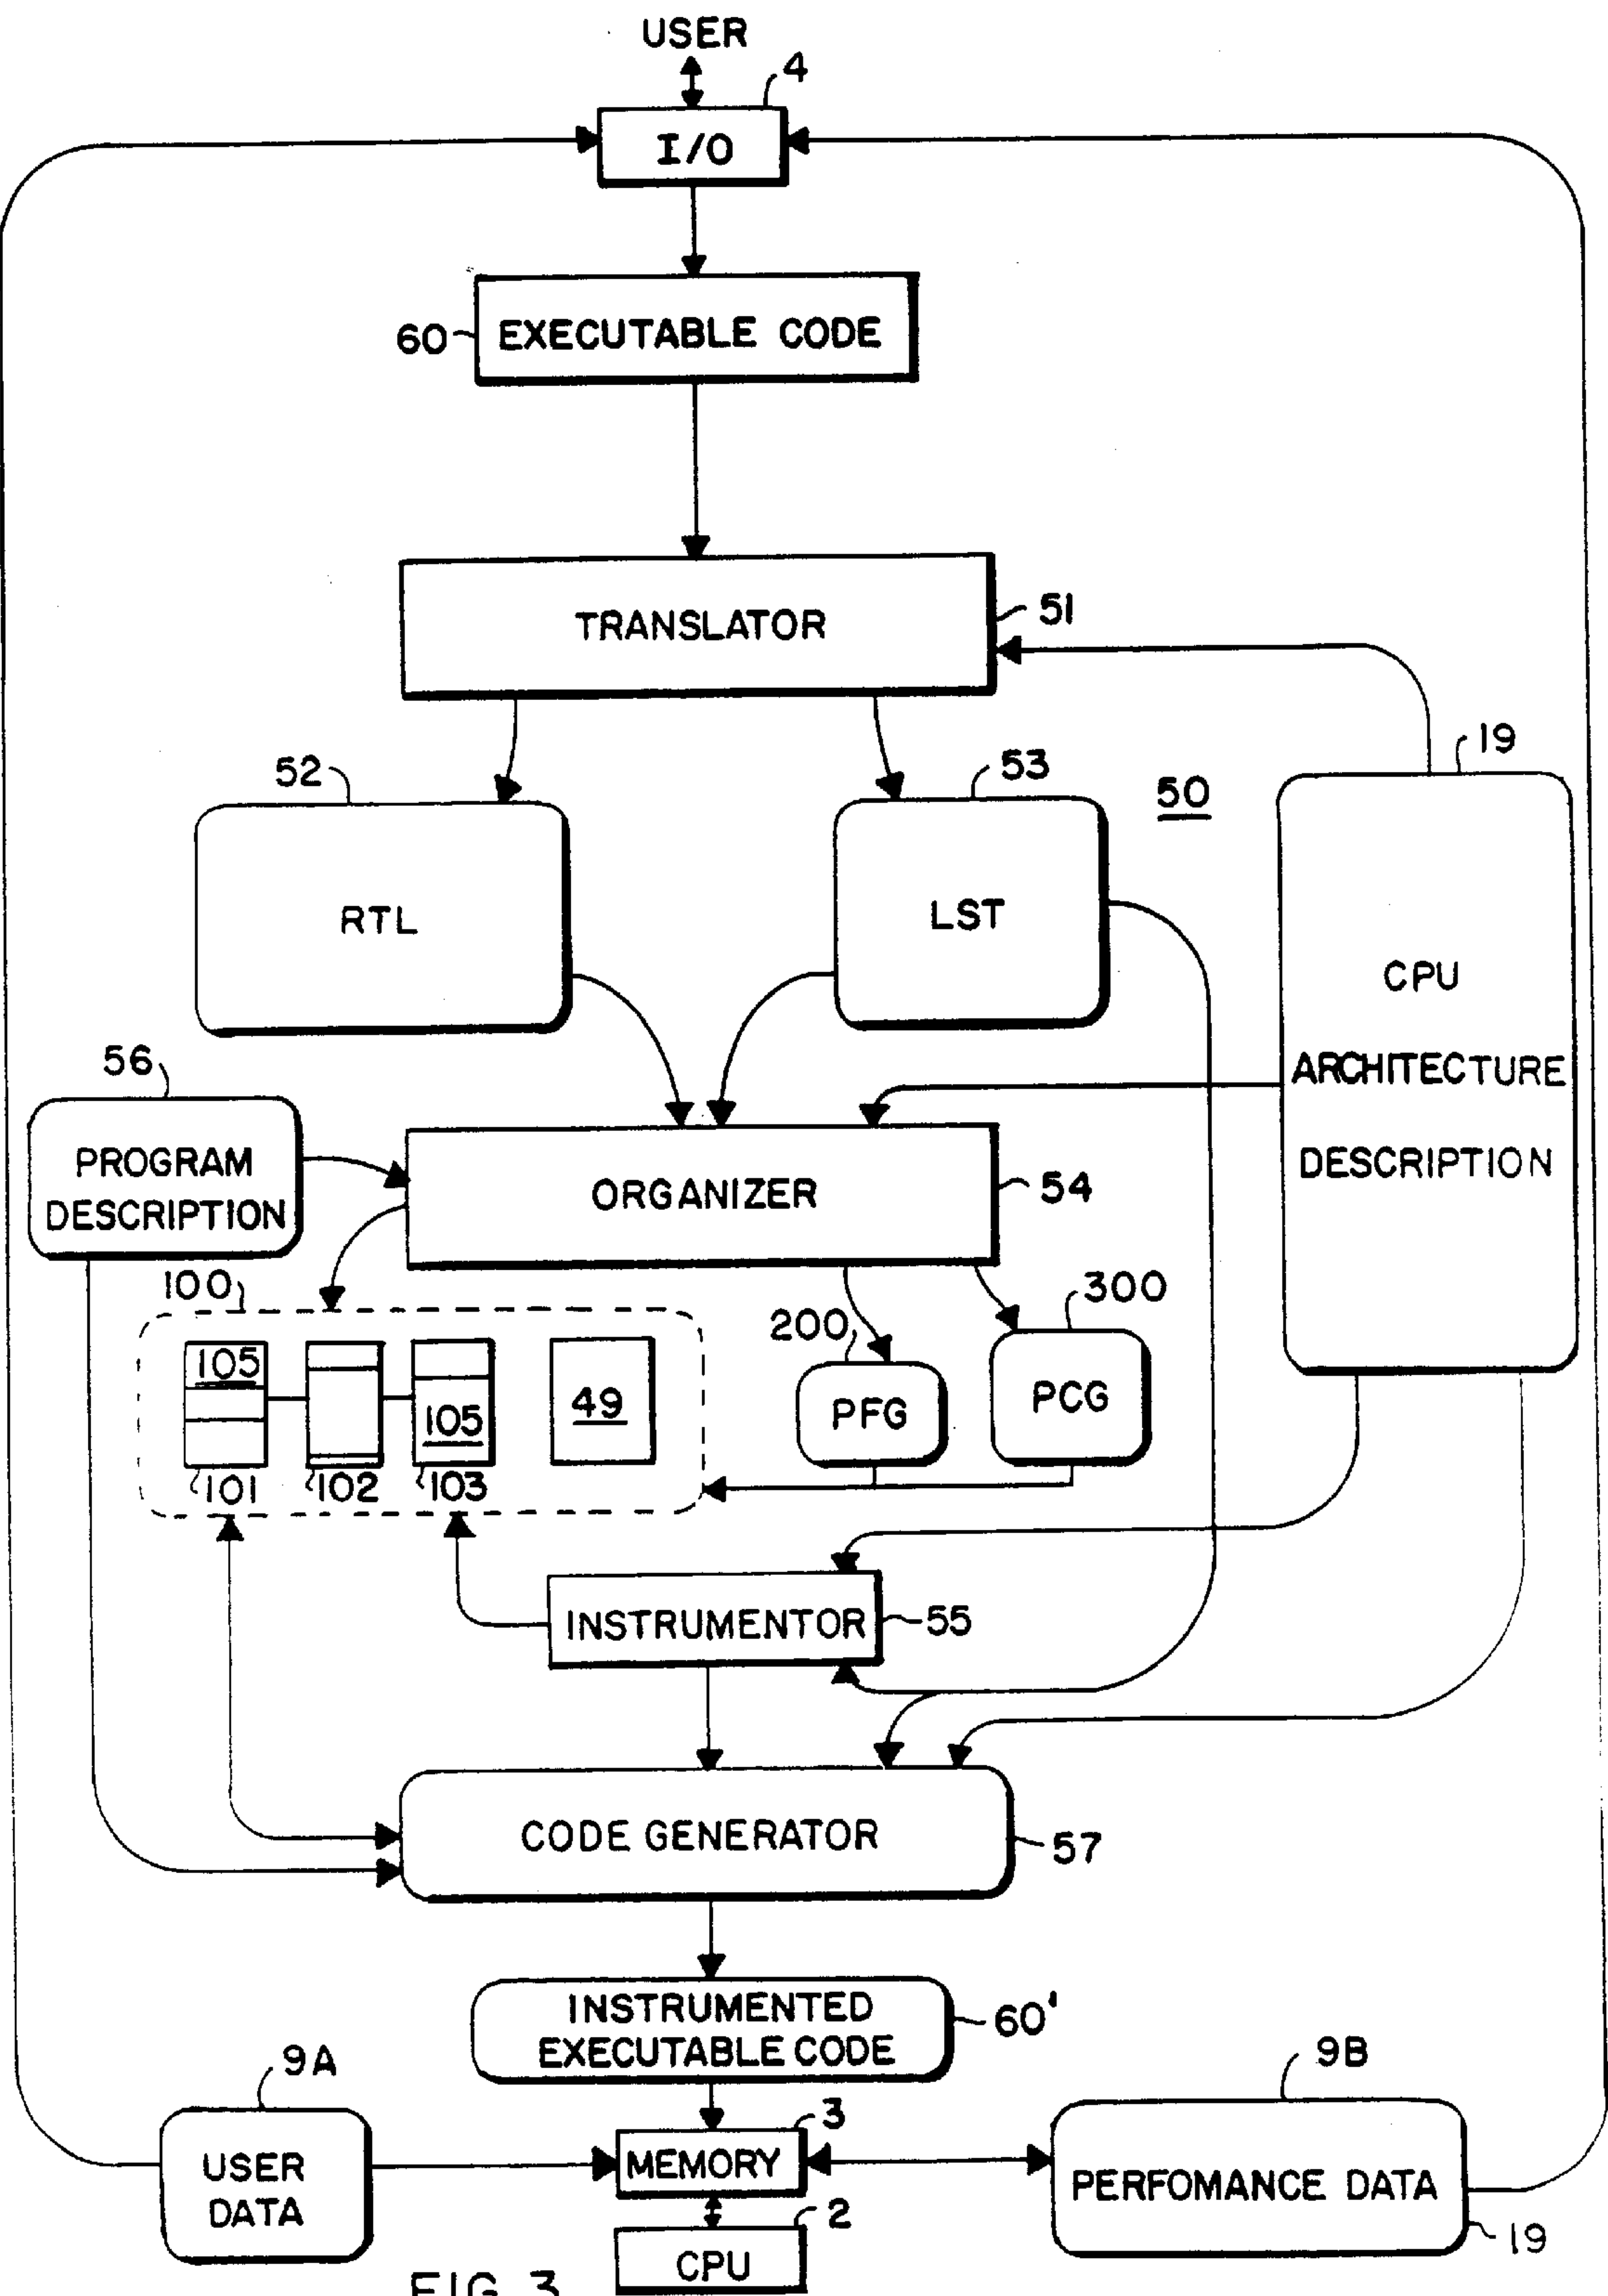 USER
4
I/O
60
EXECUTABLE CODE
TRANSLATOR
51
52
53
50
19
RTL
LST
CPU
ARCHITECTURE
DESCRIPTION
56
PROGRAM
DESCRIPTION
ORGANIZER
54
100
200
300
105
105
49
PFG
PCG
101
102
103
INSTRUMENTOR
55
CODE GENERATOR
57
INSTRUMENTED
EXECUTABLE CODE
60'
9A
9B
3
USER
DATA
MEMORY
PERFOMANCE DATA
2
19
CPU
FIG. 3